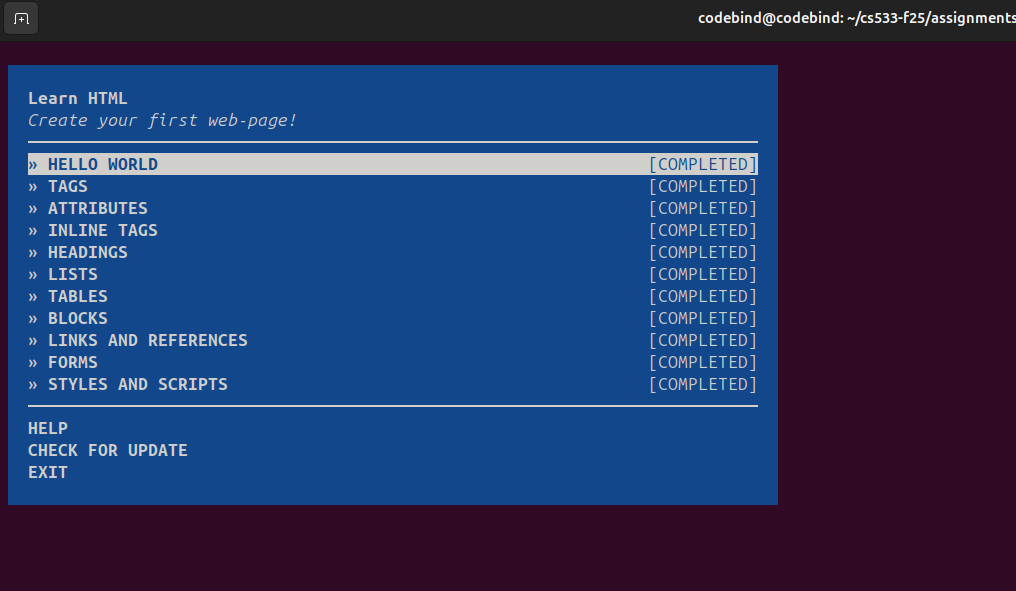 codebind@codebind: ~/cs533-f25/assignments
Learn HTML
Create your first web-page!
» HELLO WORLD [COMPLETED]
» TAGS [COMPLETED]
» ATTRIBUTES [COMPLETED]
» INLINE TAGS [COMPLETED]
» HEADINGS [COMPLETED]
» LISTS [COMPLETED]
» TABLES [COMPLETED]
» BLOCKS [COMPLETED]
» LINKS AND REFERENCES [COMPLETED]
» FORMS [COMPLETED]
» STYLES AND SCRIPTS [COMPLETED]
HELP
CHECK FOR UPDATE
EXIT